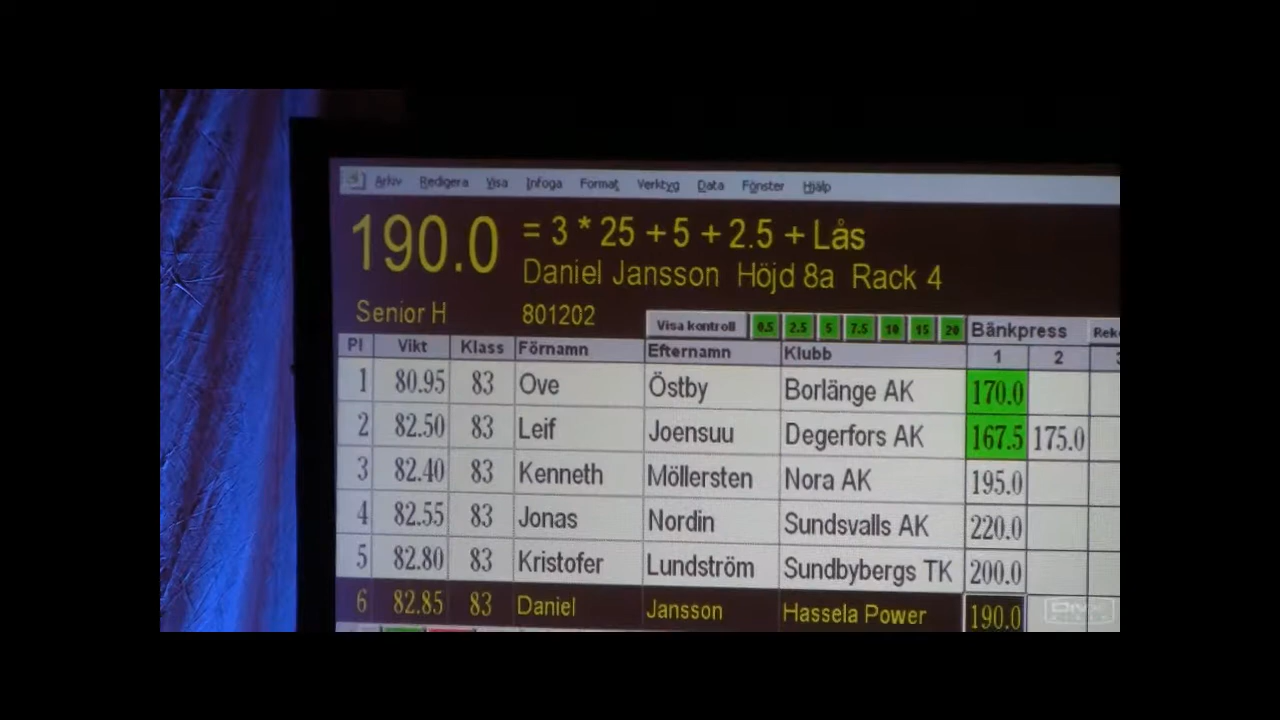 Arkiv Redigera Visa Infoga Format Verktyg Data Fönster Hjälp
190.0 = 3 * 25 + 5 + 2.5 + Lås
Daniel Jansson Höjd 8a Rack 4
Senior H 801202
Visa kontroll 0.5 2.5 5 7.5 10 15 20 Bänkpress
Pl Vikt Klass Förnamn Efternamn Klubb 1 2
1 80.95 83 Ove Östby Borlänge AK 170.0
2 82.50 83 Leif Joensuu Degerfors AK 167.5 175.0
3 82.40 83 Kenneth Möllersten Nora AK 195.0
4 82.55 83 Jonas Nordin Sundsvalls AK 220.0
5 82.80 83 Kristofer Lundström Sundbybergs TK 200.0
6 82.85 83 Daniel Jansson Hassela Power 190.0